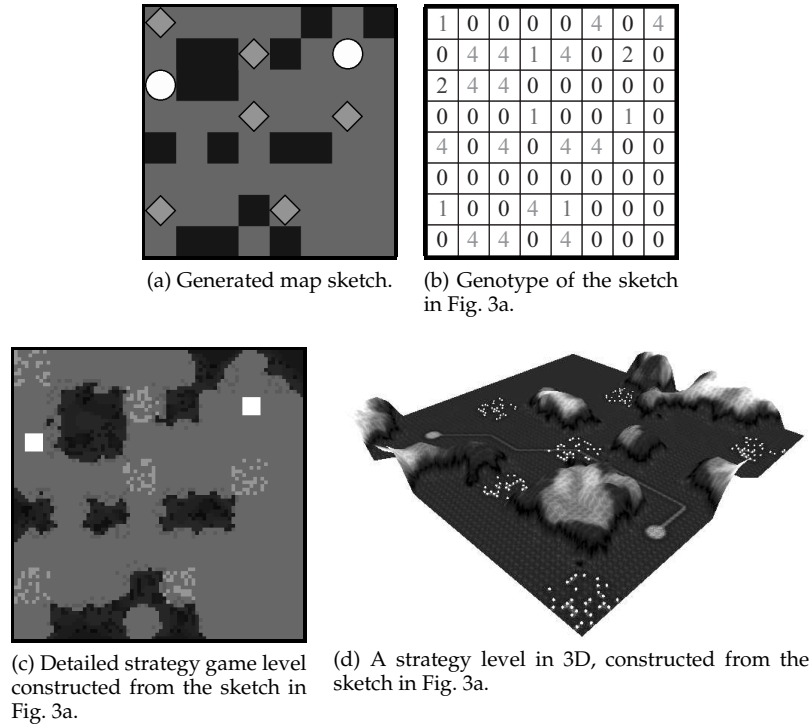 1 0 0 0 0 4 0 4
0 4 4 1 4 0 2 0
2 4 4 0 0 0 0 0
0 0 0 1 0 0 1 0
4 0 4 0 4 4 0 0
0 0 0 0 0 0 0 0
1 0 0 4 1 0 0 0
0 4 4 0 4 0 0 0
(a) Generated map sketch.
(b) Genotype of the sketch
in Fig. 3a.
(c) Detailed strategy game level
constructed from the sketch in
Fig. 3a.
(d) A strategy level in 3D, constructed from the
sketch in Fig. 3a.